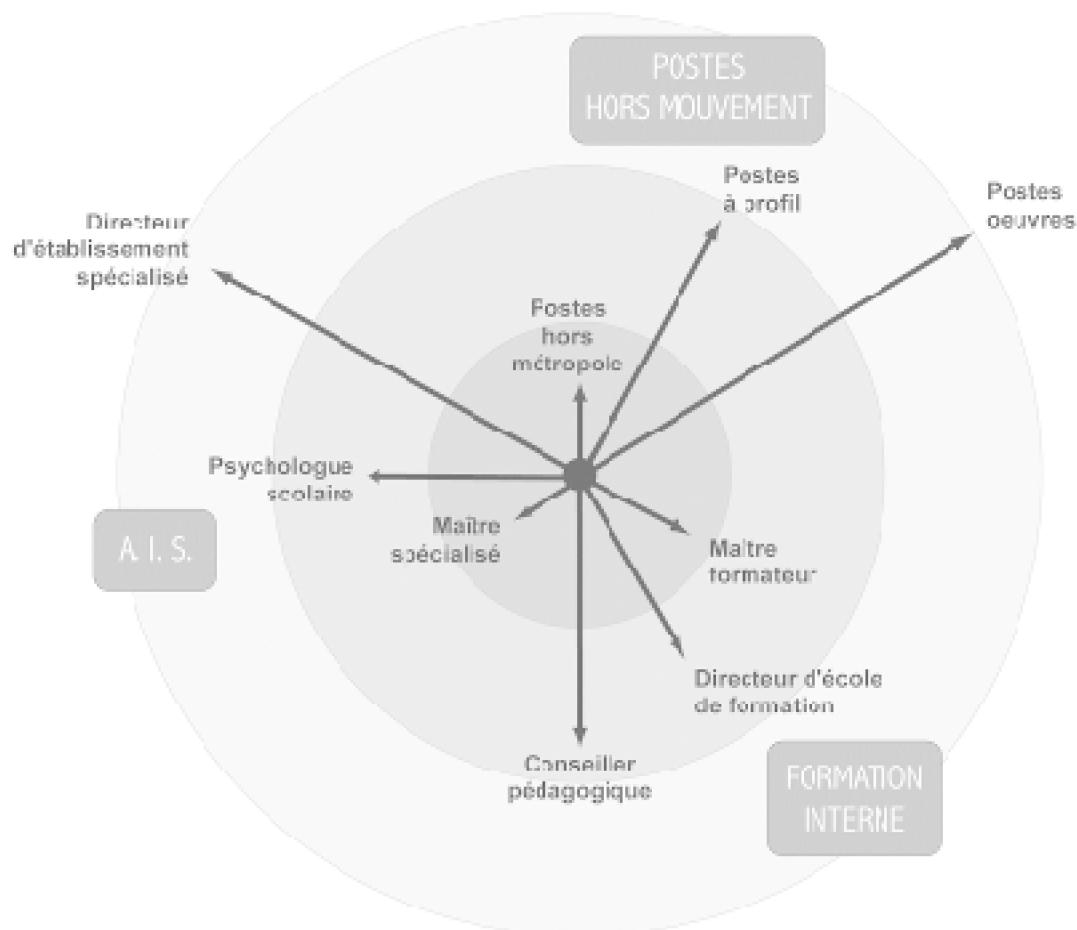 POSTES
HORS MOUVEMENT
Postes
à profil
Postes
oeuvres
Directeur
d'établissement
spécialisé
Postes
hors
métropole
Psychologue
scolaire
Maître
spécialisé
A. I. S.
Maître
formateur
Directeur d'école
de formation
Conseiller
pédagogique
FORMATION
INTERNE